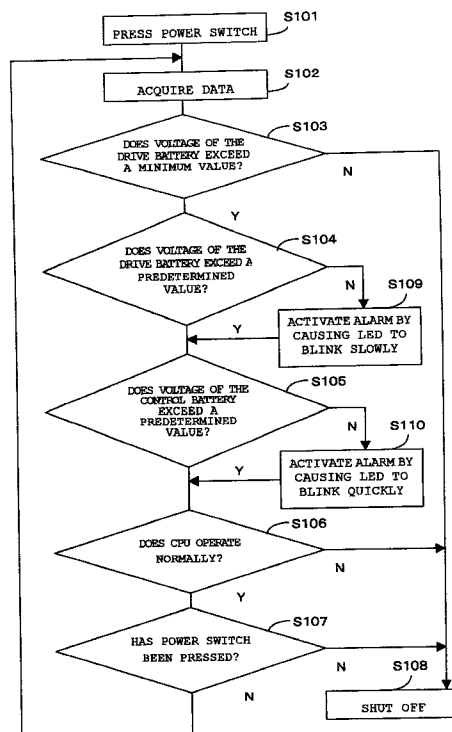 S101
PRESS POWER SWITCH
S102
ACQUIRE DATA
S103
DOES VOLTAGE OF THE
DRIVE BATTERY EXCEED
A MINIMUM VALUE?
N
Y
S104
DOES VOLTAGE OF THE
DRIVE BATTERY EXCEED A
PREDETERMINED
VALUE?
N
S109
Y
ACTIVATE ALARM BY
CAUSING LED TO
BLINK SLOWLY
S105
DOES VOLTAGE OF THE
CONTROL BATTERY
EXCEED A
PREDETERMINED
VALUE?
N
S110
Y
ACTIVATE ALARM BY
CAUSING LED TO
BLINK QUICKLY
S106
DOES CPU OPERATE
NORMALLY?
N
Y
S107
HAS POWER SWITCH
BEEN PRESSED?
N
N
S108
SHUT OFF